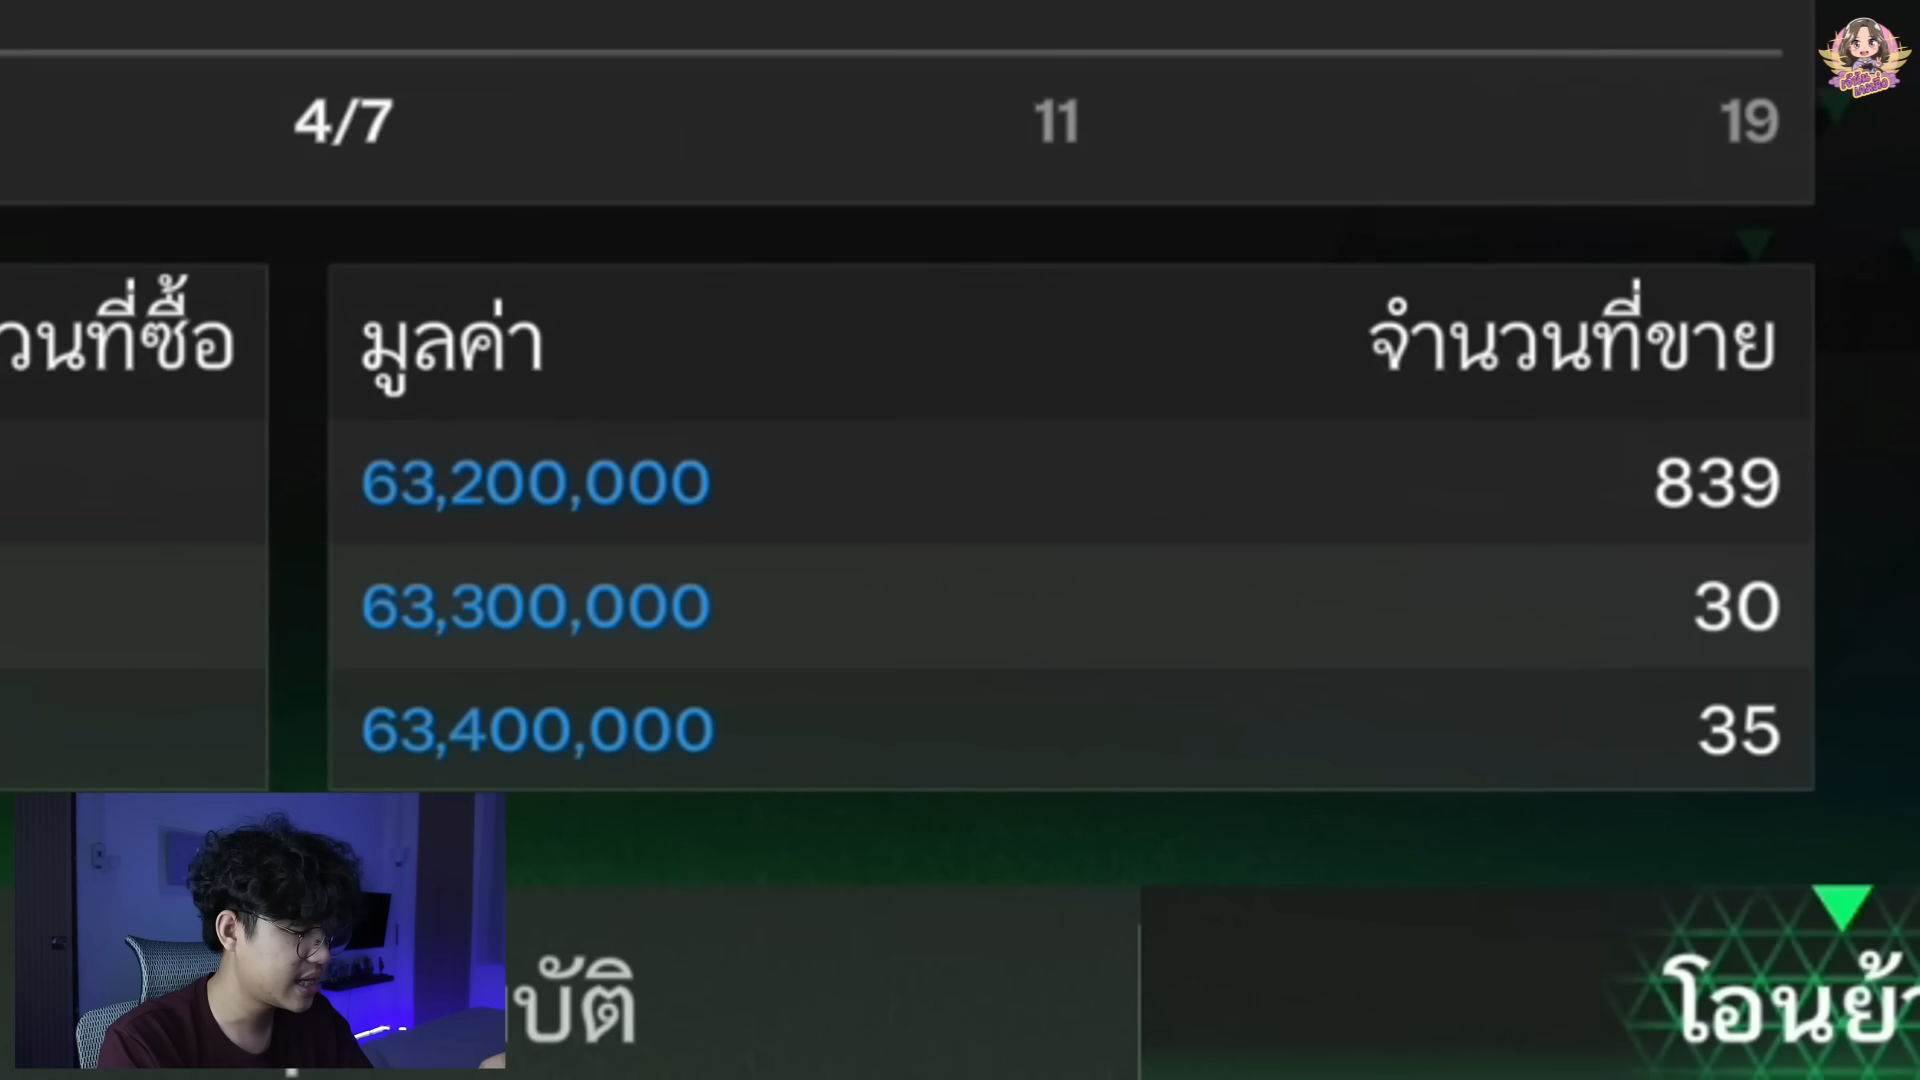 4/7 11 19
วนที่ซื้อ
มูลค่า จำนวนที่ขาย
63,200,000 839
63,300,000 30
63,400,000 35
บัติ
โอนย้า